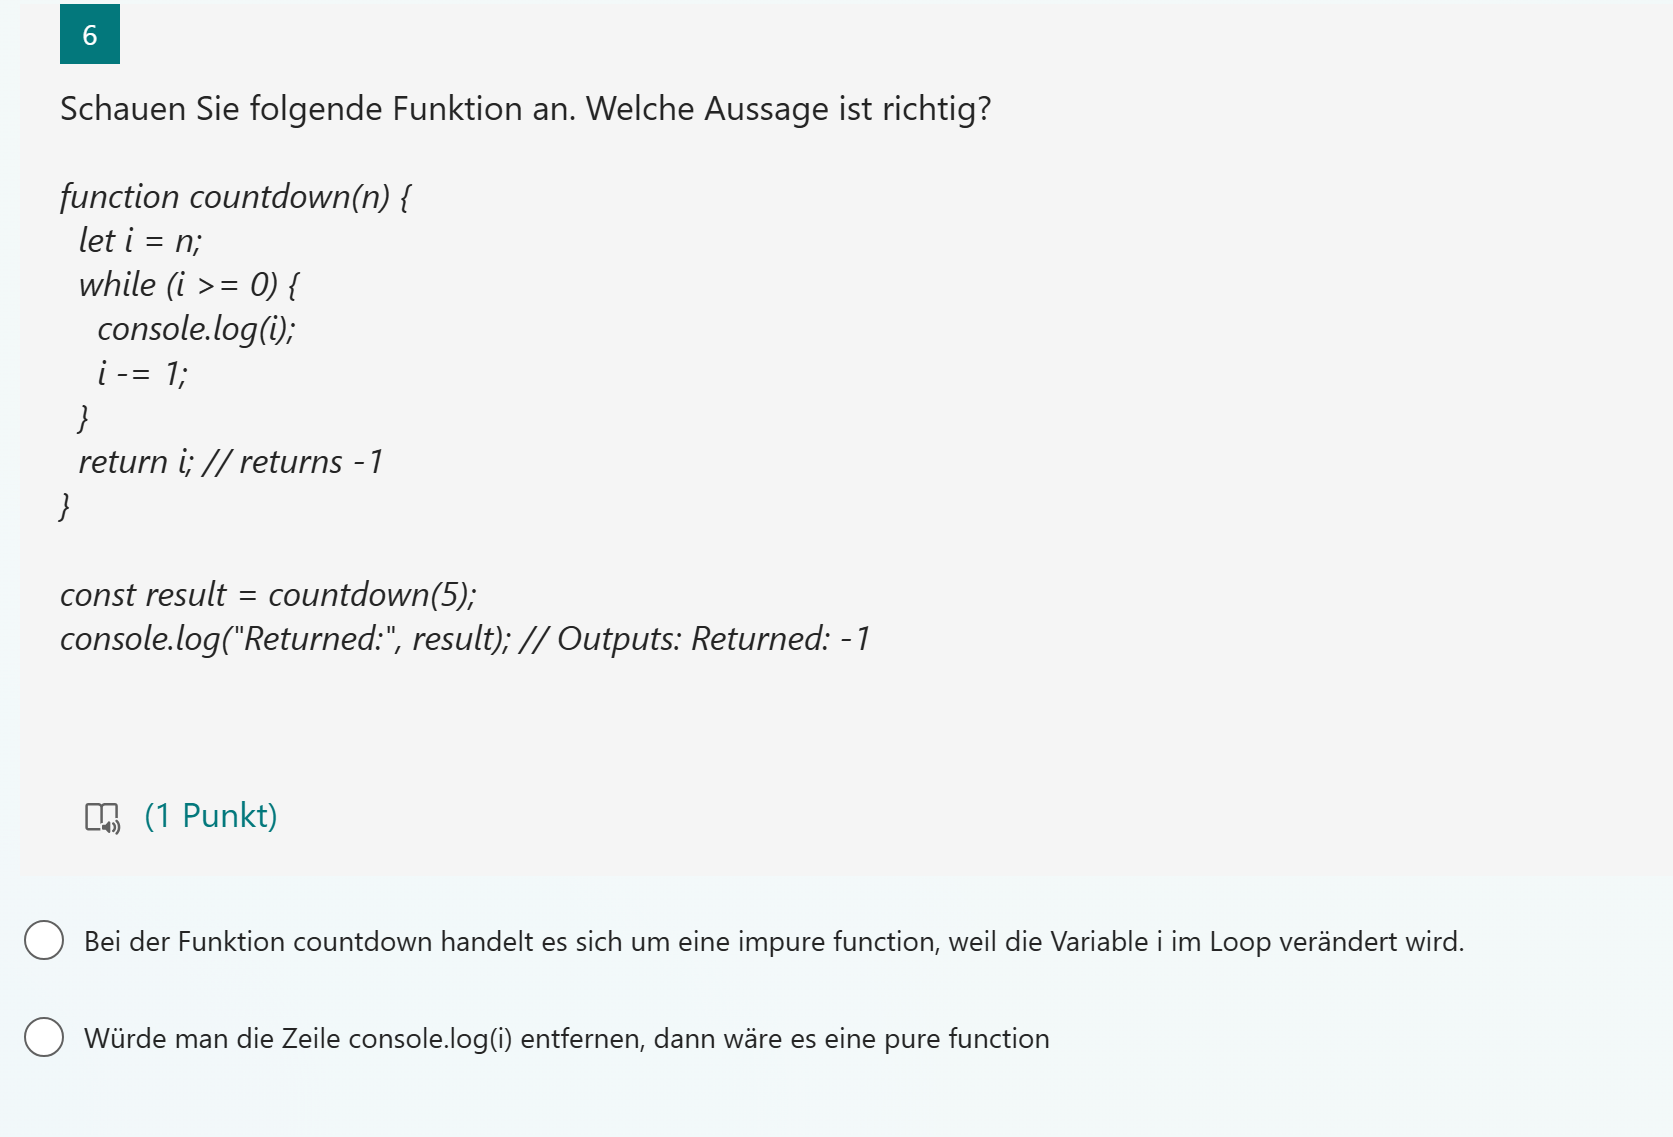 6
Schauen Sie folgende Funktion an. Welche Aussage ist richtig?
function countdown(n) {
let i = n;
while (i >= 0) {
console.log(i);
i -= 1;
}
return i; // returns -1
}
const result = countdown(5);
console.log("Returned:", result); // Outputs: Returned: -1
(1 Punkt)
Bei der Funktion countdown handelt es sich um eine impure function, weil die Variable i im Loop verändert wird.
Würde man die Zeile console.log(i) entfernen, dann wäre es eine pure function